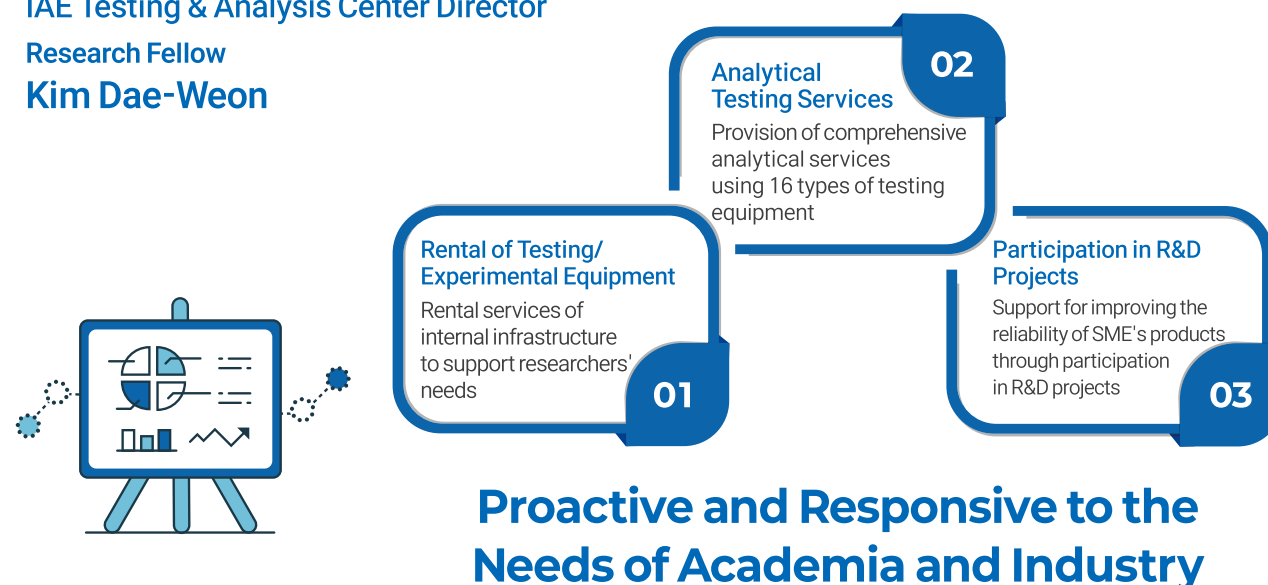 IAE Testing & Analysis Center Director
Research Fellow
Kim Dae-Weon
Rental of Testing/
Experimental Equipment
Rental services of
internal infrastructure
to support researchers'
needs
01
Analytical
Testing Services
Provision of comprehensive
analytical services
using 16 types of testing
equipment
02
Participation in R&D
Projects
Support for improving the
reliability of SME's products
through participation
in R&D projects
03
Proactive and Responsive to the
Needs of Academia and Industry